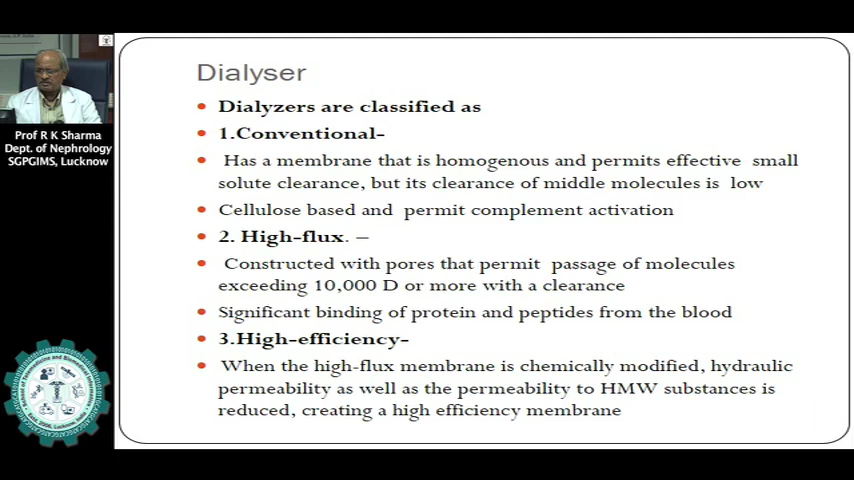 Prof R K Sharma
Dept. of Nephrology
SGPGIMS, Lucknow
Dialyser
Dialyzers are classified as
1.Conventional-
Has a membrane that is homogenous and permits effective small
solute clearance, but its clearance of middle molecules is low
Cellulose based and permit complement activation
2. High-flux. –
Constructed with pores that permit passage of molecules
exceeding 10,000 D or more with a clearance
Significant binding of protein and peptides from the blood
3.High-efficiency-
When the high-flux membrane is chemically modified, hydraulic
permeability as well as the permeability to HMW substances is
reduced, creating a high efficiency membrane